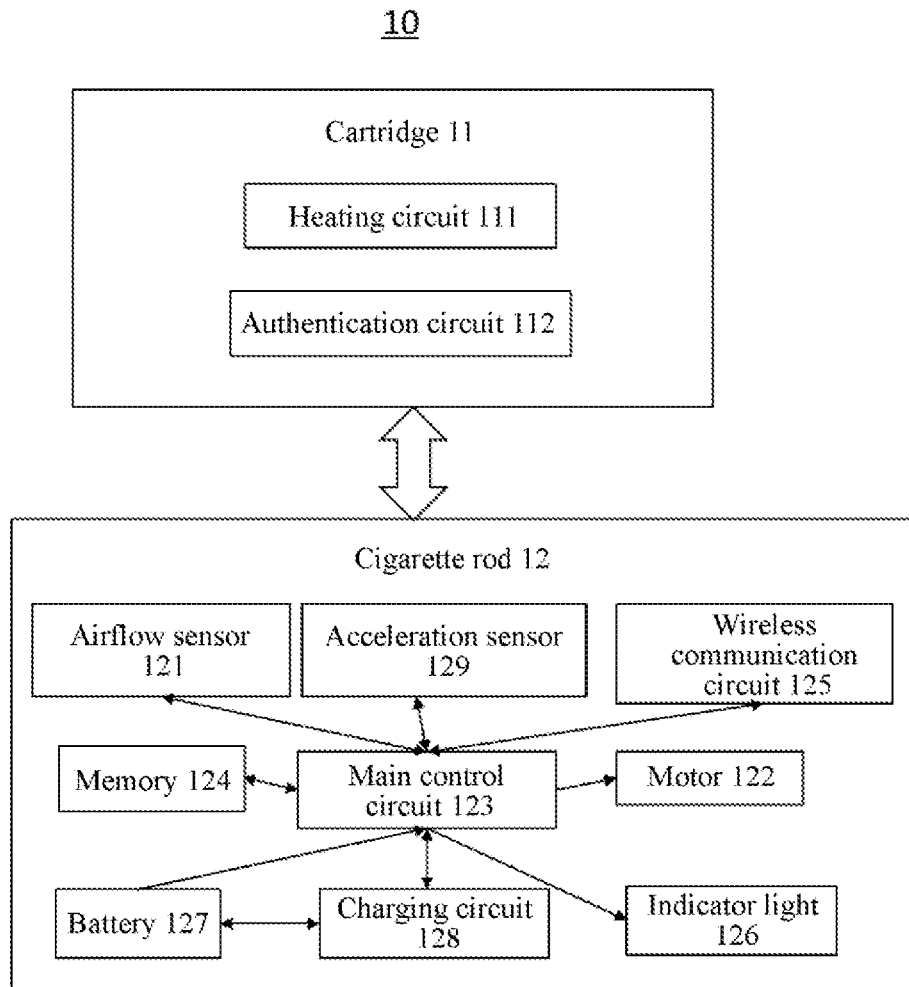 10
Cartridge 11
Heating circuit 111
Authentication circuit 112
Cigarette rod 12
Airflow sensor
121
Acceleration sensor
129
Wireless
communication
circuit 125
Memory 124
Main control
circuit 123
Motor 122
Battery 127
Charging circuit
128
Indicator light
126